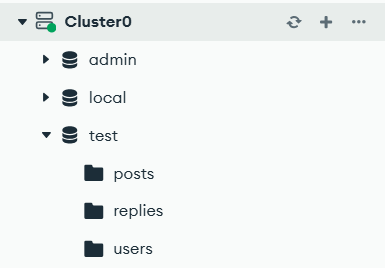 Cluster0
admin
local
test
posts
replies
users